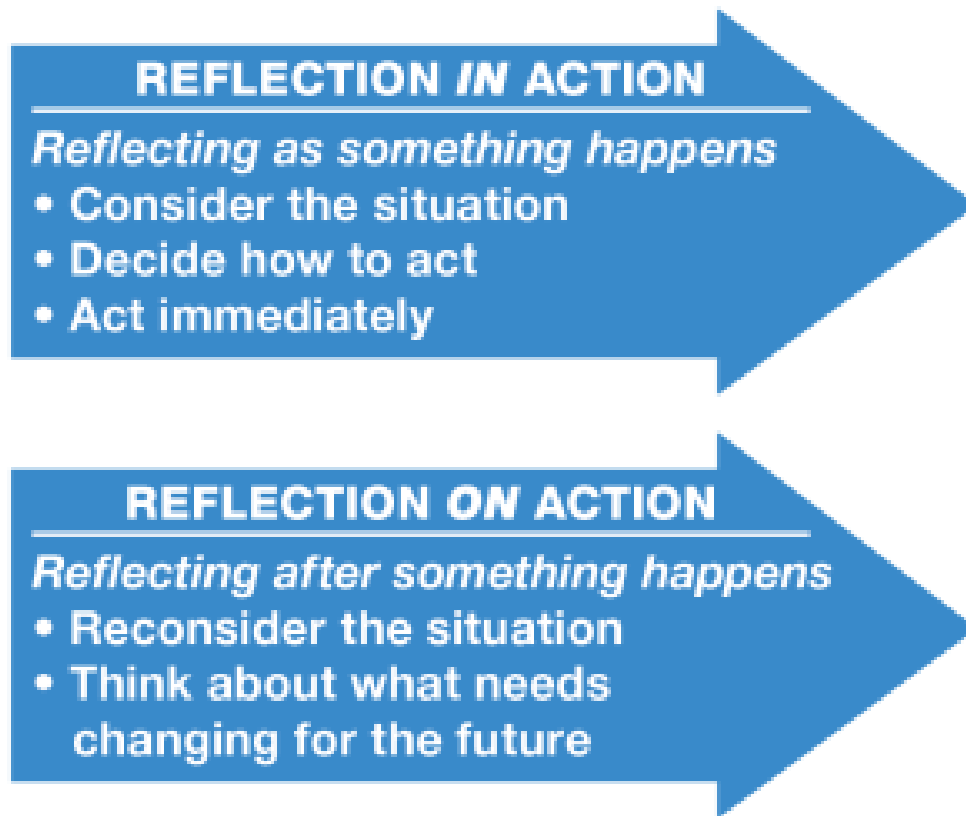 REFLECTION IN ACTION
Reflecting as something happens
• Consider the situation
• Decide how to act
• Act immediately
REFLECTION ON ACTION
Reflecting after something happens
• Reconsider the situation
• Think about what needs
changing for the future